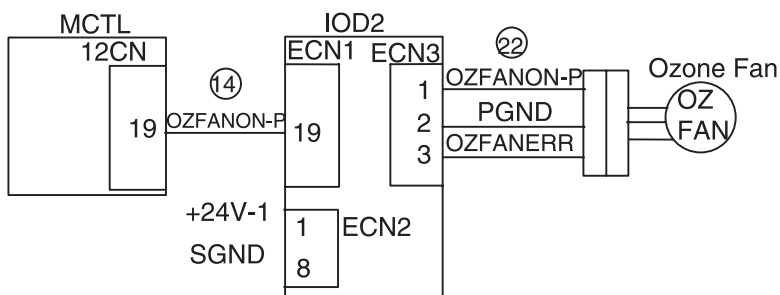 MCTL
IOD2
12CN
14
ECN1
ECN3
22
Ozone Fan
19
OZFANON-P
19
1
OZFANON-P
2
PGND
3
OZFANERR
OZ
FAN
+24V-1
1
ECN2
SGND
8